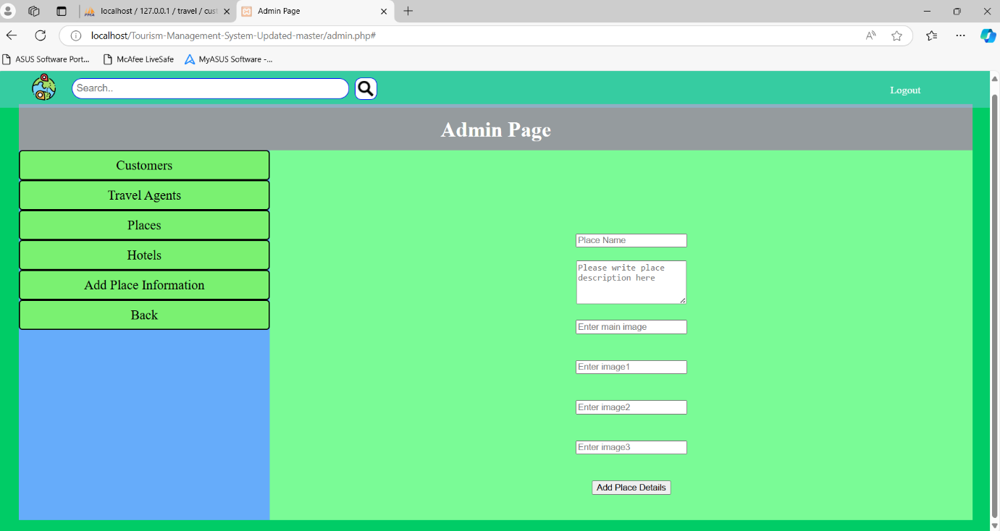 localhost / 127.0.0.1 / travel / cust
Admin Page
localhost/Tourism-Management-System-Updated-master/admin.php#
ASUS Software Port...
McAfee LiveSafe
MyASUS Software -...
Search..
Logout
Admin Page
Customers
Travel Agents
Places
Hotels
Add Place Information
Back
Place Name
Please write place
description here
Enter main image
Enter image1
Enter image2
Enter image3
Add Place Details